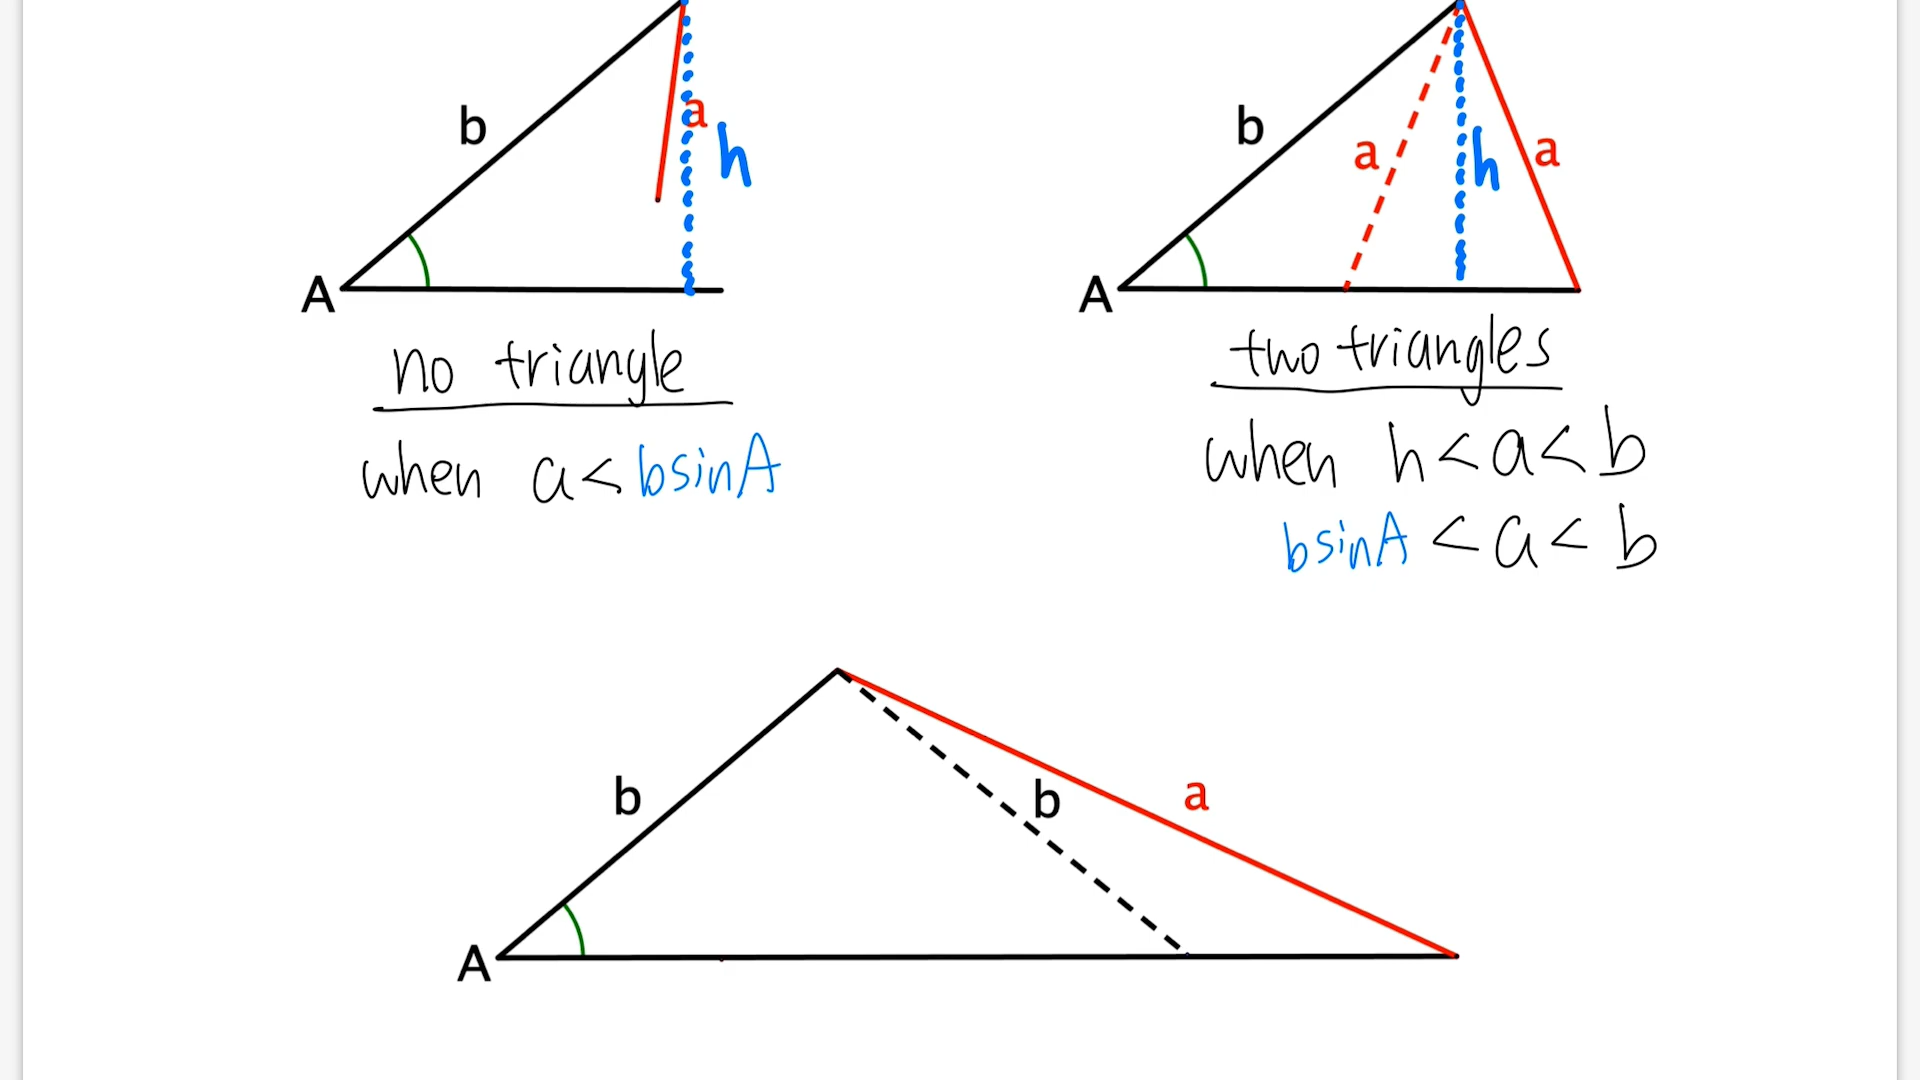 b
a
h
A
no triangle
when a < bsinA
b
a
h
a
A
two triangles
when h < a < b
bsinA < a < b
b
b
a
A